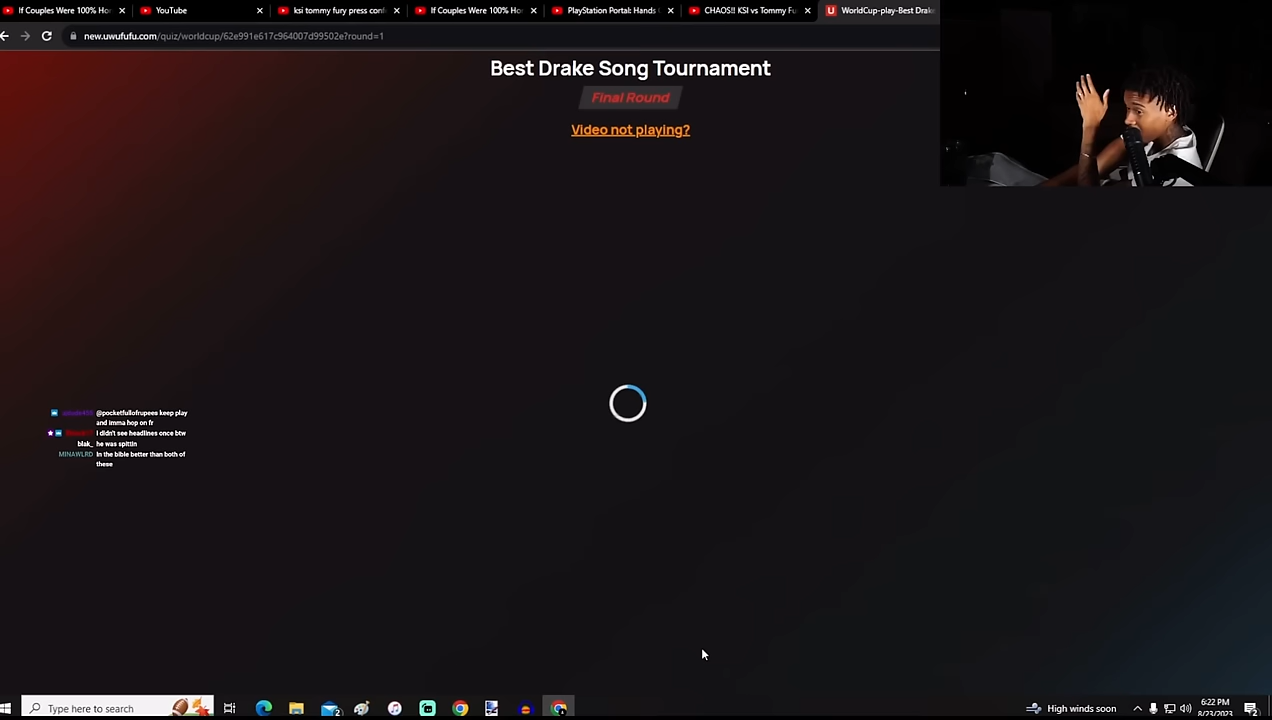 If Couples Were 100% Hon
YouTube
ksi tommy fury press conf
If Couples Were 100% Ho
PlayStation Portal: Hands
CHAOS!! KSI vs Tommy Fu
WorldCup-play-Best Drake
new.uwufufu.com/quiz/worldcup/62e991e617c964007d99502e?round=1
Best Drake Song Tournament
Final Round
Video not playing?
@pocketfullofrupees keep play
and imma hop on fr
I didn't see headlines once btw
blak_ he was spittin
MINAWLRD In the bible better than both of
these
Type here to search
High winds soon
6:22 PM
8/23/2023